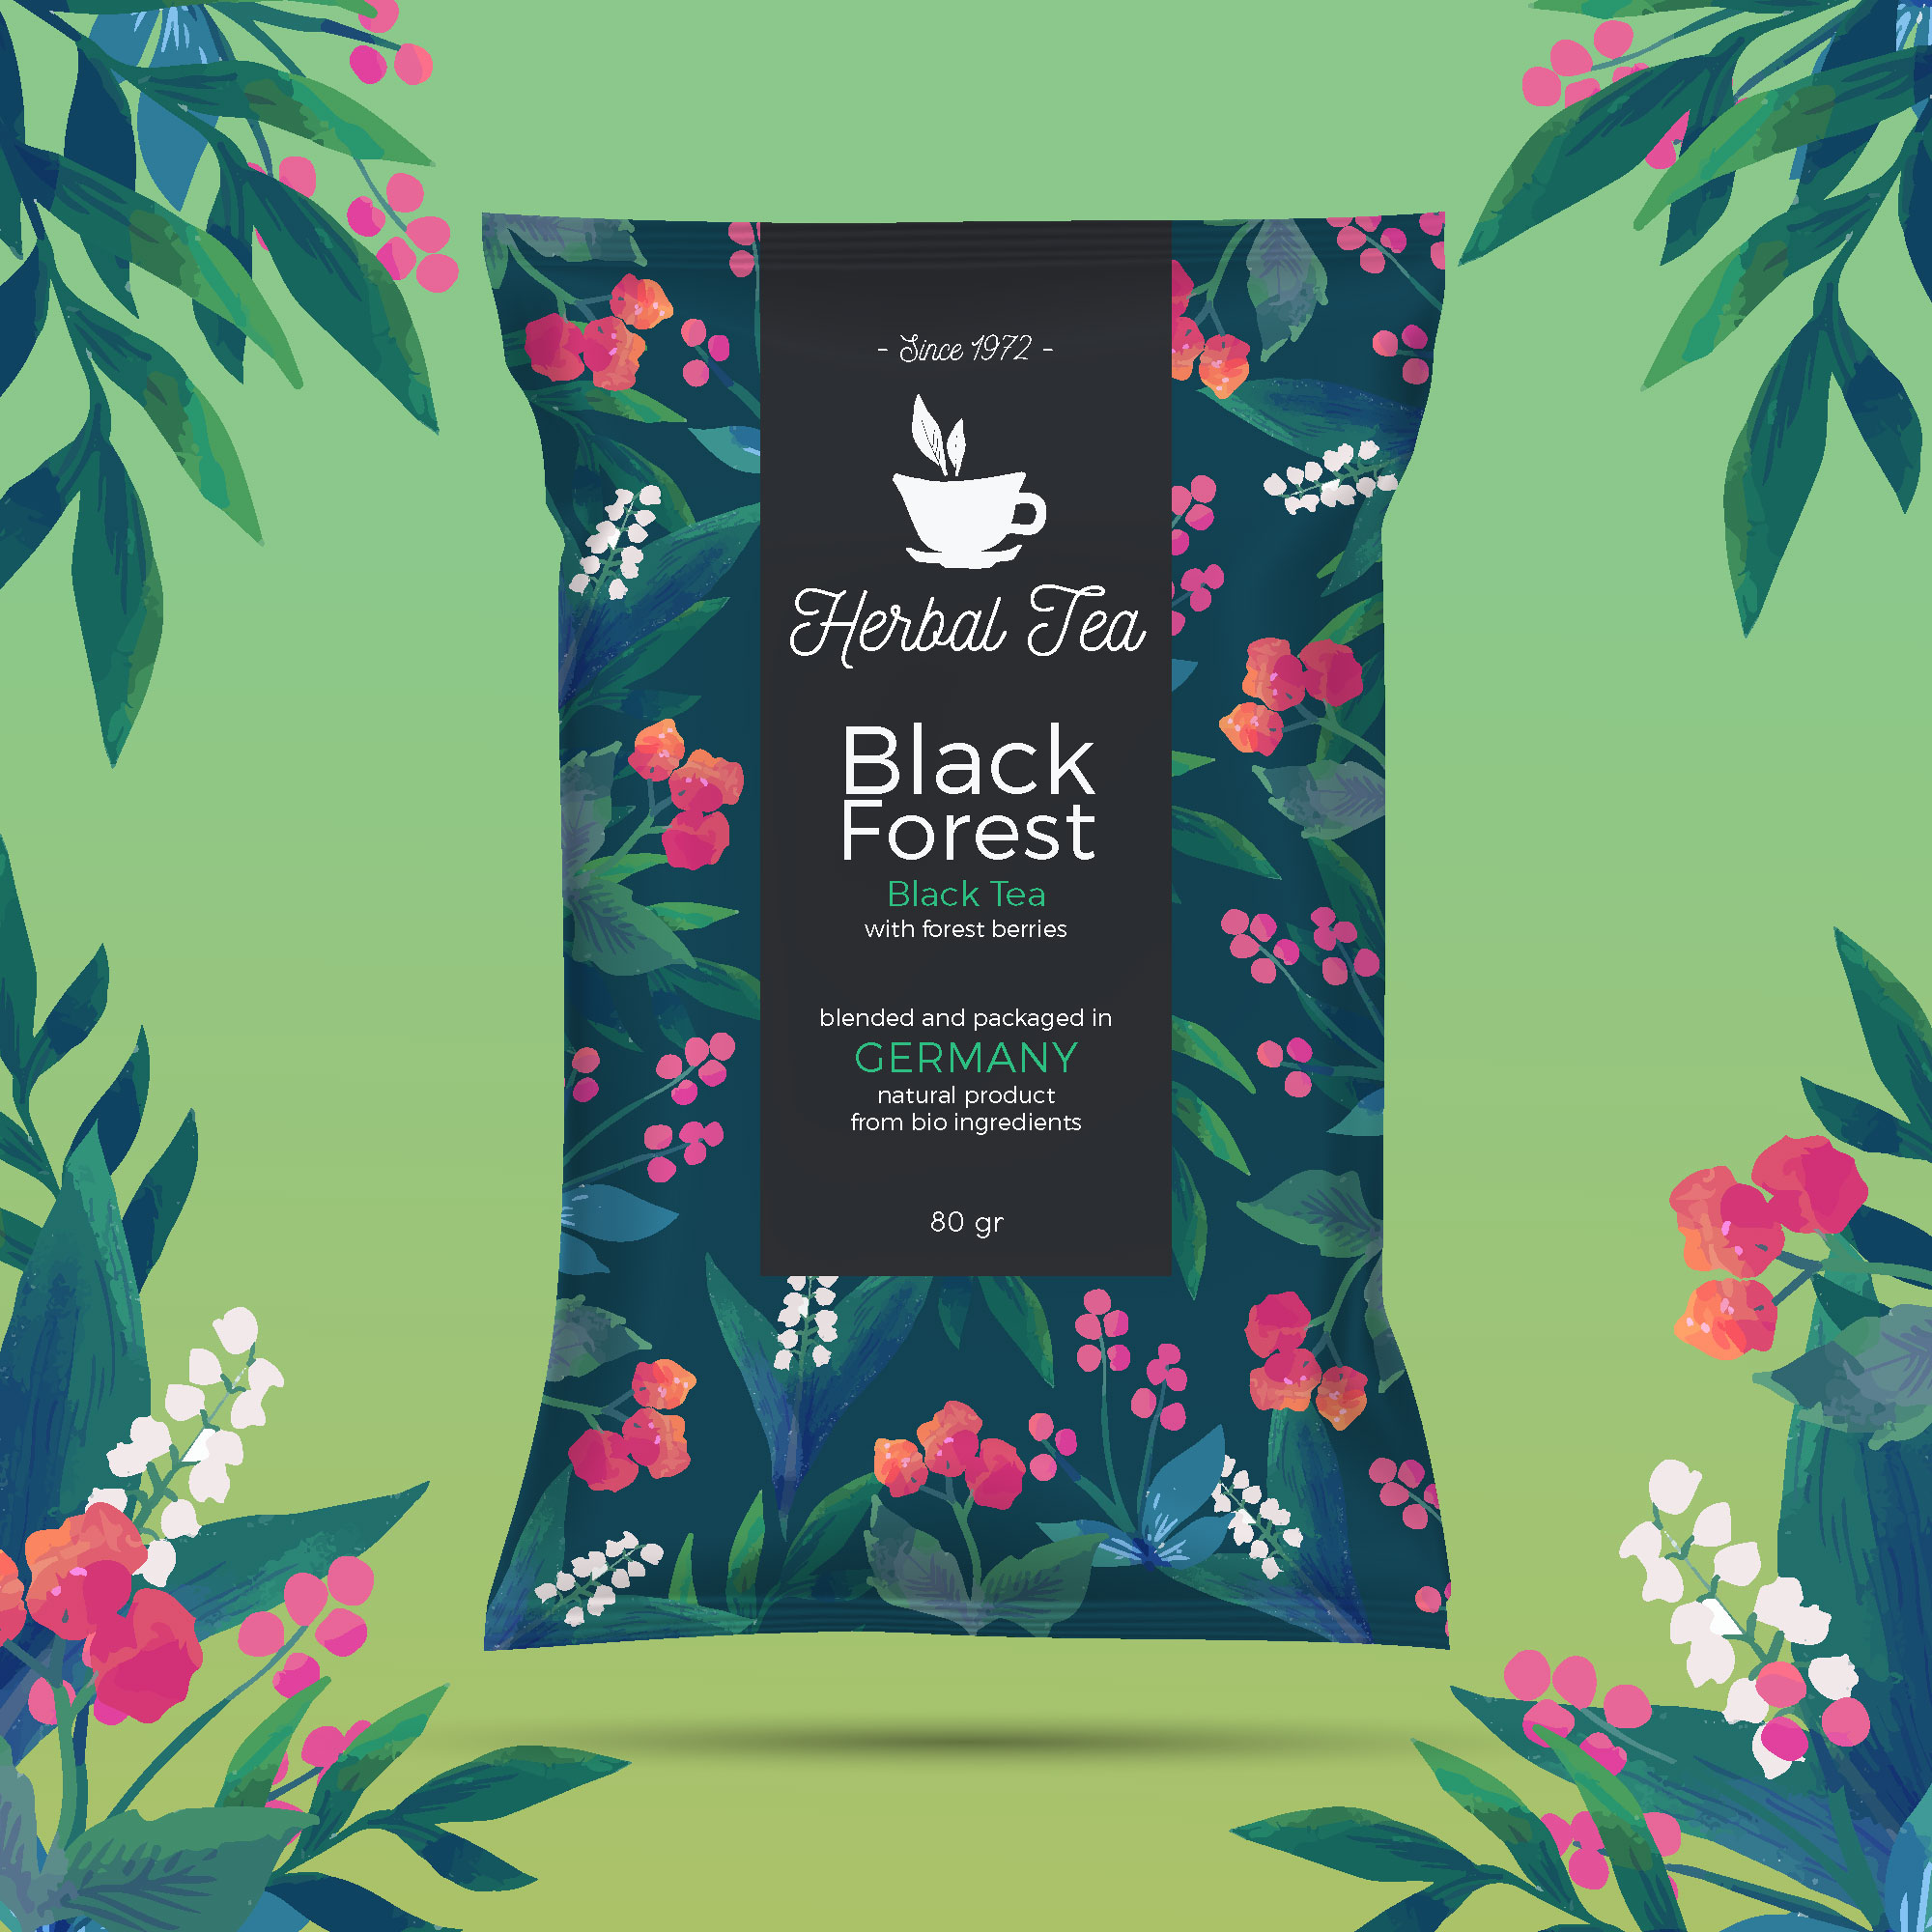 - Since 1972 -
Herbal Tea
Black
Forest
Black Tea
with forest berries
blended and packaged in
GERMANY
natural product
from bio ingredients
80 gr